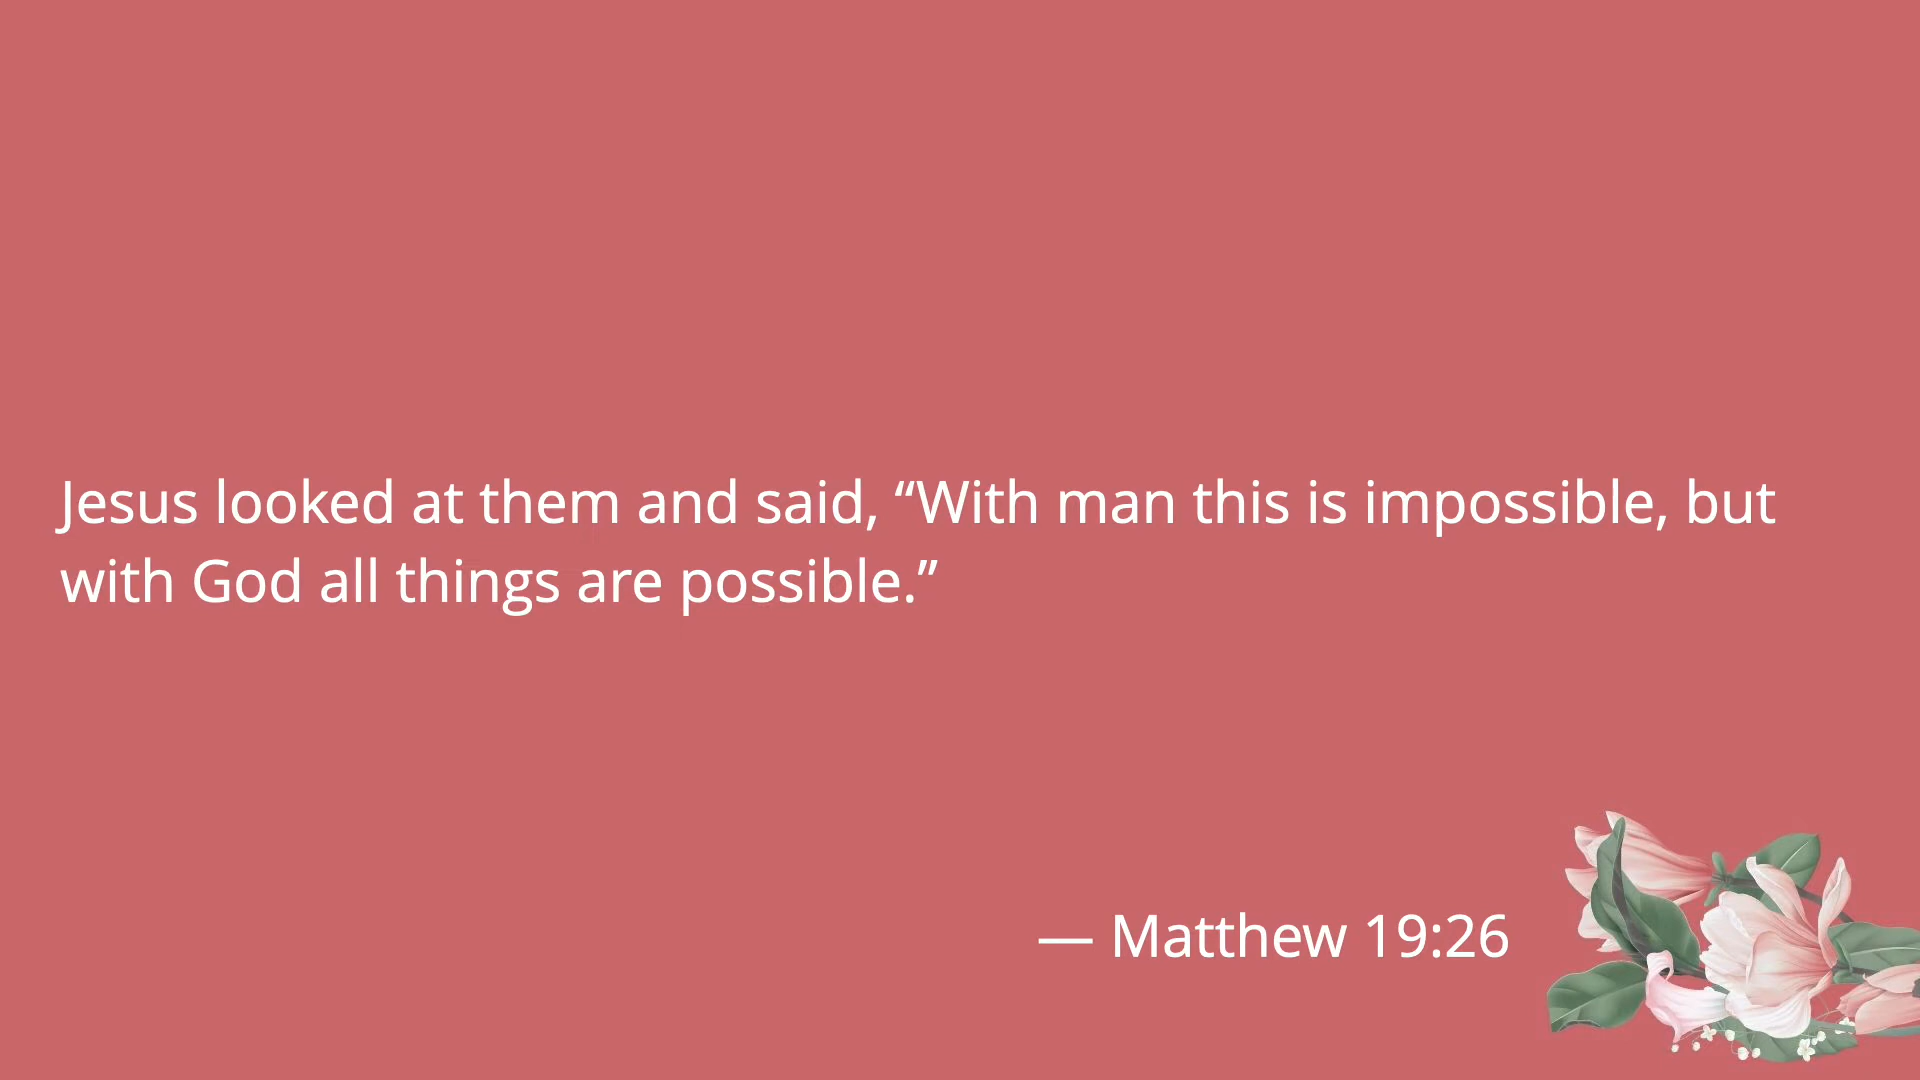 Jesus looked at them and said, “With man this is impossible, but
with God all things are possible.”
— Matthew 19:26